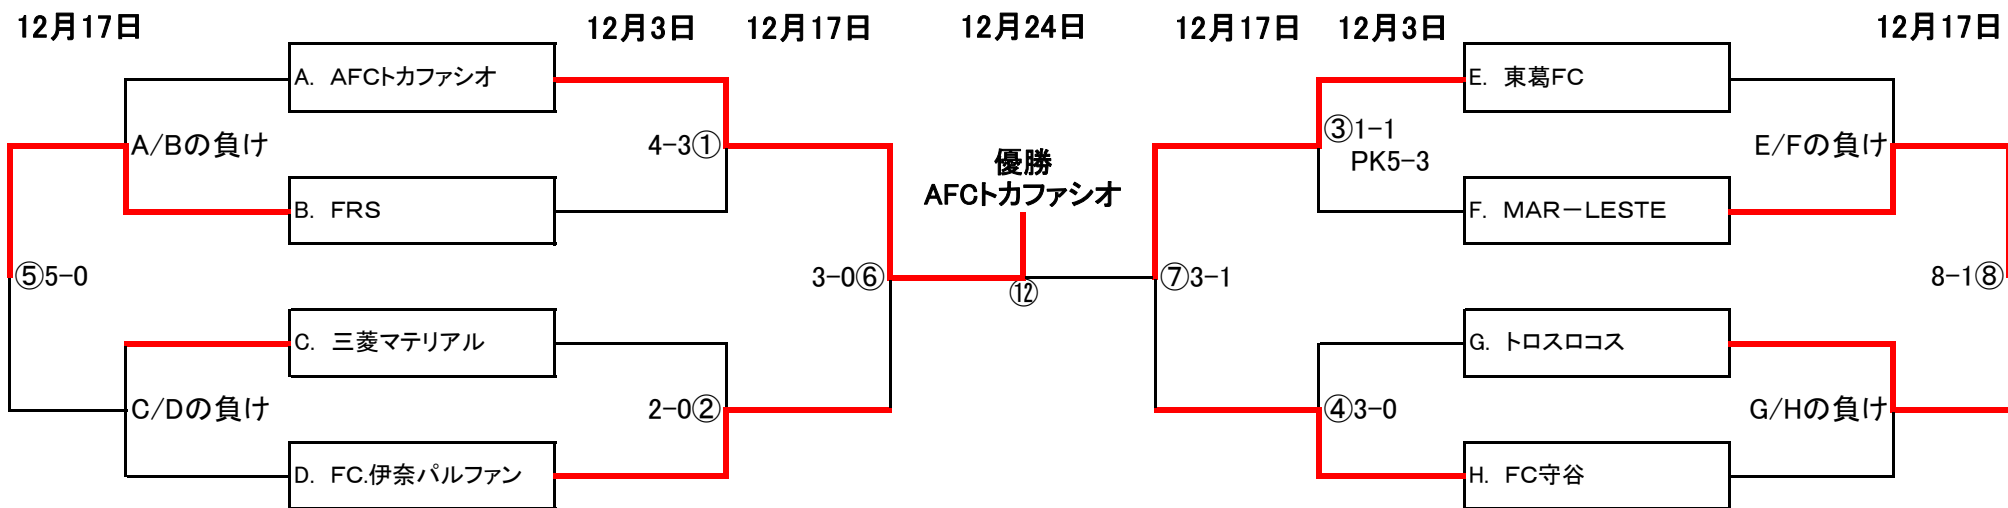 12月17日 12月3日 12月17日 12月24日 12月17日 12月3日 12月17日
A. AFCトカファシオ E. 東葛FC
A/Bの負け 4-3① ③1-1 E/Fの負け
優勝 PK5-3
AFCトカファシオ
B. FRS F. MAR－LESTE
⑤5-0 3-0⑥ ⑦3-1 8-1⑧
⑫
C. 三菱マテリアル G. トロスロコス
C/Dの負け 2-0② ④3-0 G/Hの負け
D. FC.伊奈パルファン H. FC守谷